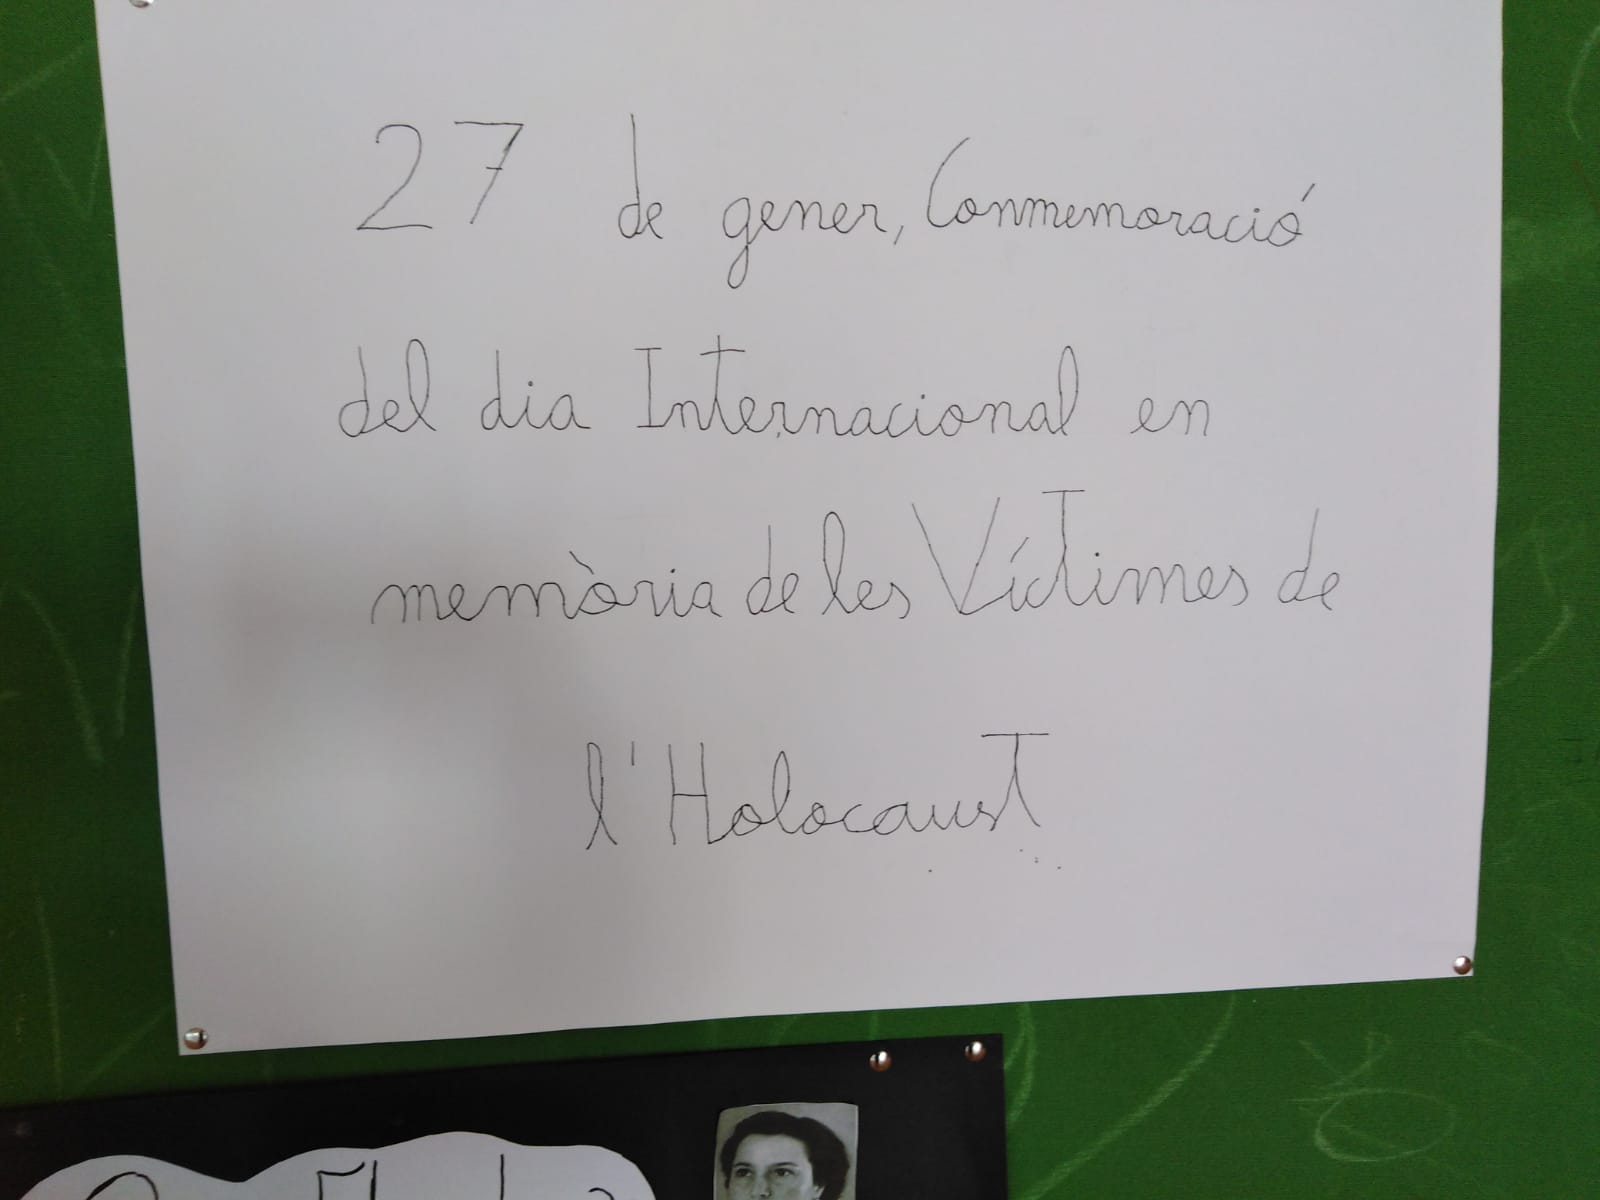 27 de gener, Conmemoració
del dia Internacional en
memòria de les Víctimes de
l'Holocaust